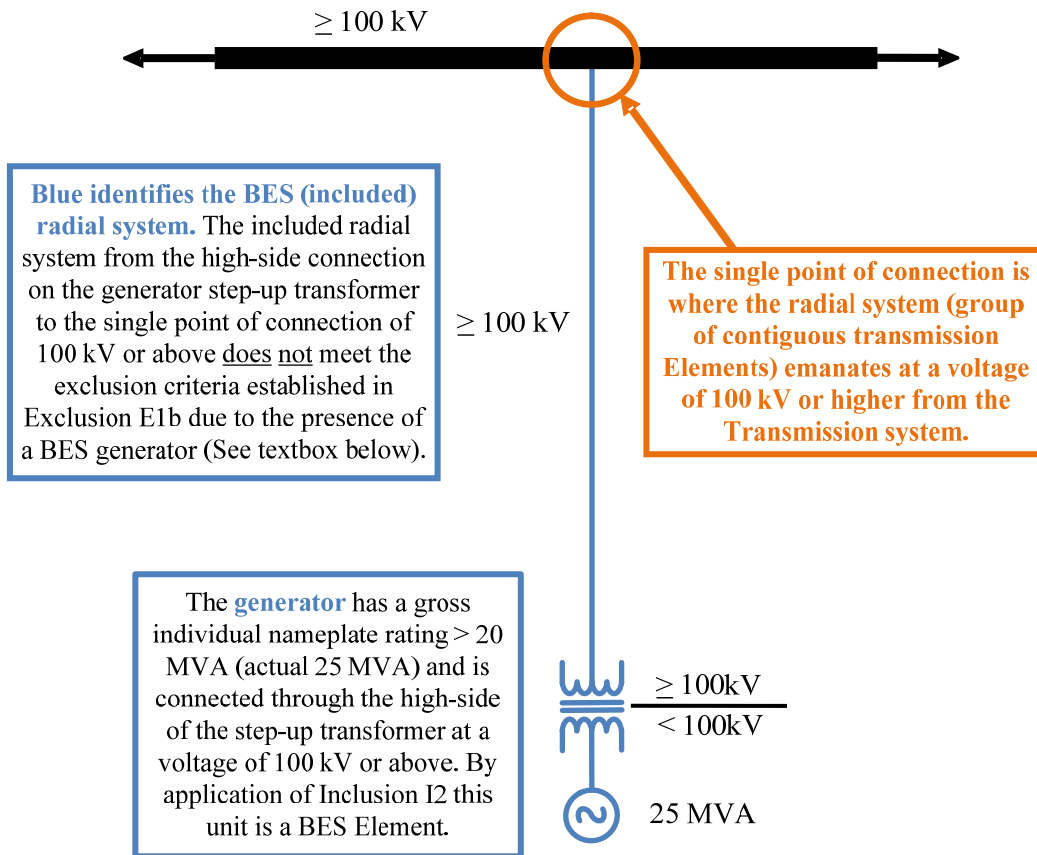 ≥ 100 kV
Blue identifies the BES (included)
radial system. The included radial
system from the high-side connection
on the generator step-up transformer
to the single point of connection of
100 kV or above does not meet the
exclusion criteria established in
Exclusion E1b due to the presence of
a BES generator (See textbox below).
≥ 100 kV
The single point of connection is
where the radial system (group
of contiguous transmission
Elements) emanates at a voltage
of 100 kV or higher from the
Transmission system.
The generator has a gross
individual nameplate rating > 20
MVA (actual 25 MVA) and is
connected through the high-side
of the step-up transformer at a
voltage of 100 kV or above. By
application of Inclusion I2 this
unit is a BES Element.
≥ 100kV
< 100kV
25 MVA